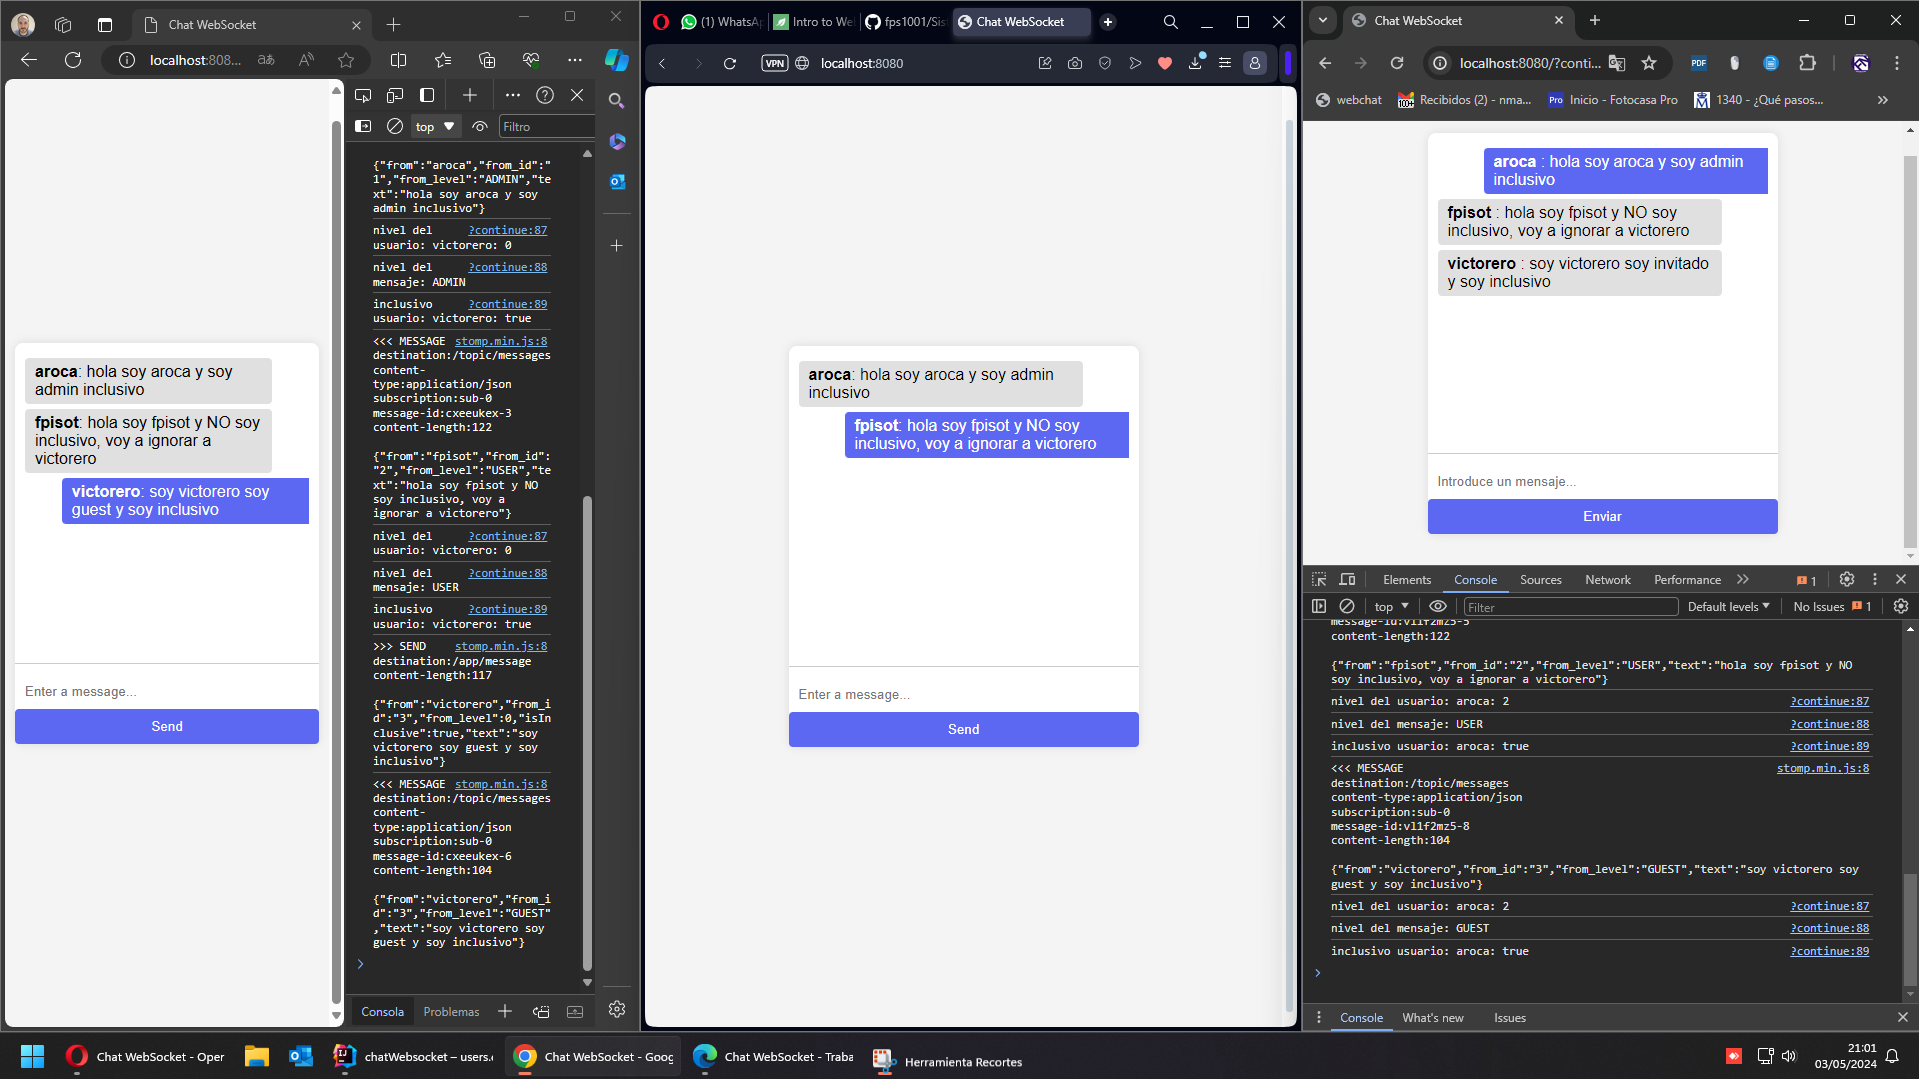 Chat WebSocket
localhost:808...
top
Filtro
{"from":"aroca","from_id":"
1","from_level":"ADMIN","te
xt":"hola soy aroca y soy
admin inclusivo"}
nivel del ?continue:87
usuario: victorero: 0
nivel del ?continue:88
mensaje: ADMIN
inclusivo ?continue:89
usuario: victorero: true
<<< MESSAGE stomp.min.js:8
destination:/topic/messages
content-
type:application/json
subscription:sub-0
message-id:cxeeukex-3
content-length:122
{"from":"fpisot","from_id":
"2","from_level":"USER","te
xt":"hola soy fpisot y NO
soy inclusivo, voy a
ignorar a victorero"}
nivel del ?continue:87
usuario: victorero: 0
nivel del ?continue:88
mensaje: USER
inclusivo ?continue:89
usuario: victorero: true
>>> SEND stomp.min.js:8
destination:/app/message
content-length:117
{"from":"victorero","from_i
d":"3","from_level":0,"isIn
clusive":true,"text":"soy
victorero soy guest y soy
inclusivo"}
<<< MESSAGE stomp.min.js:8
destination:/topic/messages
content-
type:application/json
subscription:sub-0
message-id:cxeeukex-6
content-length:104
{"from":"victorero","from_i
d":"3","from_level":"GUEST"
,"text":"soy victorero soy
guest y soy inclusivo"}
Consola Problemas
aroca: hola soy aroca y soy
admin inclusivo
fpisot: hola soy fpisot y NO soy
inclusivo, voy a ignorar a
victorero
victorero: soy victorero soy
guest y soy inclusivo
Enter a message...
Send
(1) WhatsA Intro to We fps1001/Sis Chat WebSocket
VPN localhost:8080
aroca: hola soy aroca y soy admin
inclusivo
fpisot: hola soy fpisot y NO soy
inclusivo, voy a ignorar a victorero
Enter a message...
Send
Chat WebSocket
localhost:8080/?conti...
PDF
webchat 100+ Recibidos (2) - nma... Pro Inicio - Fotocasa Pro 1340 - ¿Qué pasos...
aroca : hola soy aroca y soy admin
inclusivo
fpisot : hola soy fpisot y NO soy
inclusivo, voy a ignorar a victorero
victorero : soy victorero soy invitado
y soy inclusivo
Introduce un mensaje...
Enviar
Elements Console Sources Network Performance 1
top Filter Default levels No Issues 1
message-id:vl1f2mz5-5
content-length:122
{"from":"fpisot","from_id":"2","from_level":"USER","text":"hola soy fpisot y NO
soy inclusivo, voy a ignorar a victorero"}
nivel del usuario: aroca: 2 ?continue:87
nivel del mensaje: USER ?continue:88
inclusivo usuario: aroca: true ?continue:89
<<< MESSAGE stomp.min.js:8
destination:/topic/messages
content-type:application/json
subscription:sub-0
message-id:vl1f2mz5-8
content-length:104
{"from":"victorero","from_id":"3","from_level":"GUEST","text":"soy victorero soy
guest y soy inclusivo"}
nivel del usuario: aroca: 2 ?continue:87
nivel del mensaje: GUEST ?continue:88
inclusivo usuario: aroca: true ?continue:89
Console What's new Issues
Chat WebSocket - Oper chatWebsocket – users. Chat WebSocket - Goog Chat WebSocket - Traba Herramienta Recortes
21:01
03/05/2024